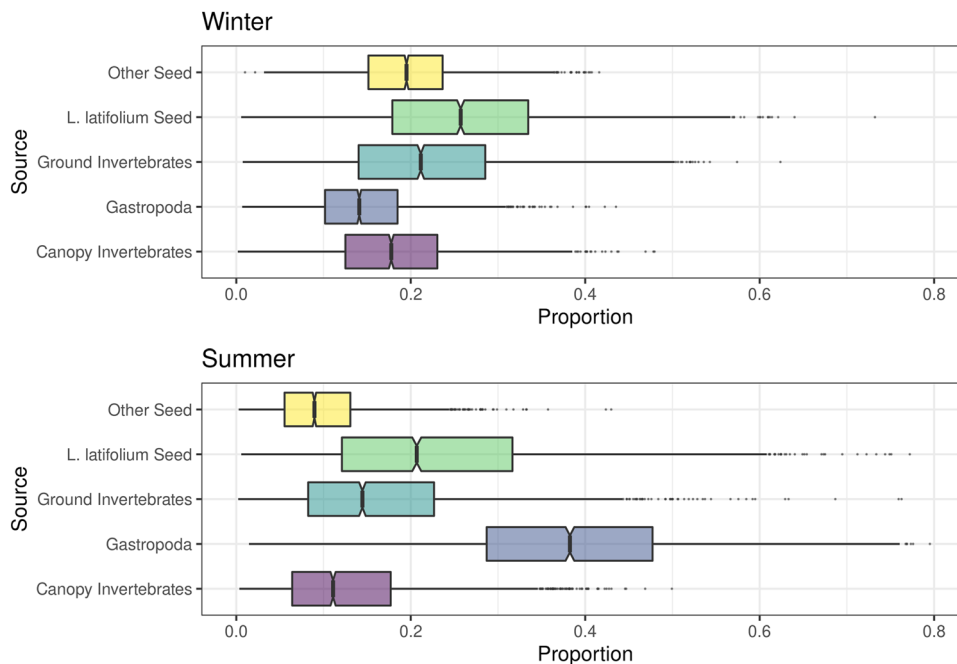 Winter
Source
Other Seed
L. latifolium Seed
Ground Invertebrates
Gastropoda
Canopy Invertebrates
0.0 0.2 0.4 0.6 0.8
Proportion
Summer
Source
Other Seed
L. latifolium Seed
Ground Invertebrates
Gastropoda
Canopy Invertebrates
0.0 0.2 0.4 0.6 0.8
Proportion